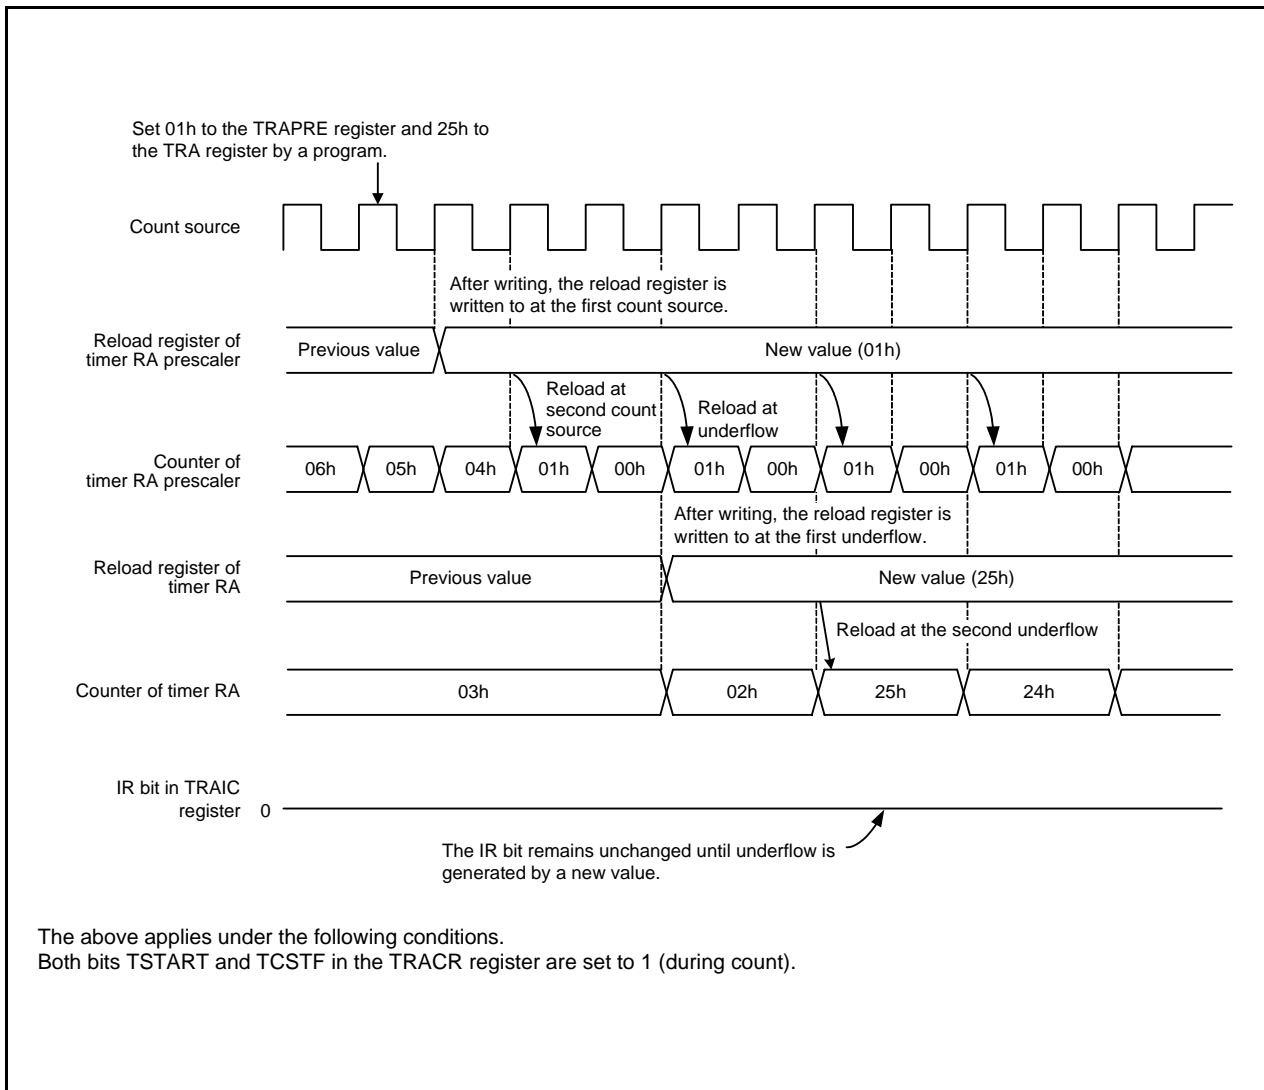 Set 01h to the TRAPRE register and 25h to
the TRA register by a program.
Count source
After writing, the reload register is
written to at the first count source.
Reload register of
timer RA prescaler
Previous value
New value (01h)
Reload at
second count
source
Reload at
underflow
Counter of
timer RA prescaler
06h 05h 04h 01h 00h 01h 00h 01h 00h 01h 00h
After writing, the reload register is
written to at the first underflow.
Reload register of
timer RA
Previous value
New value (25h)
Reload at the second underflow
Counter of timer RA
03h 02h 25h 24h
IR bit in TRAIC
register
0
The IR bit remains unchanged until underflow is
generated by a new value.
The above applies under the following conditions.
Both bits TSTART and TCSTF in the TRACR register are set to 1 (during count).